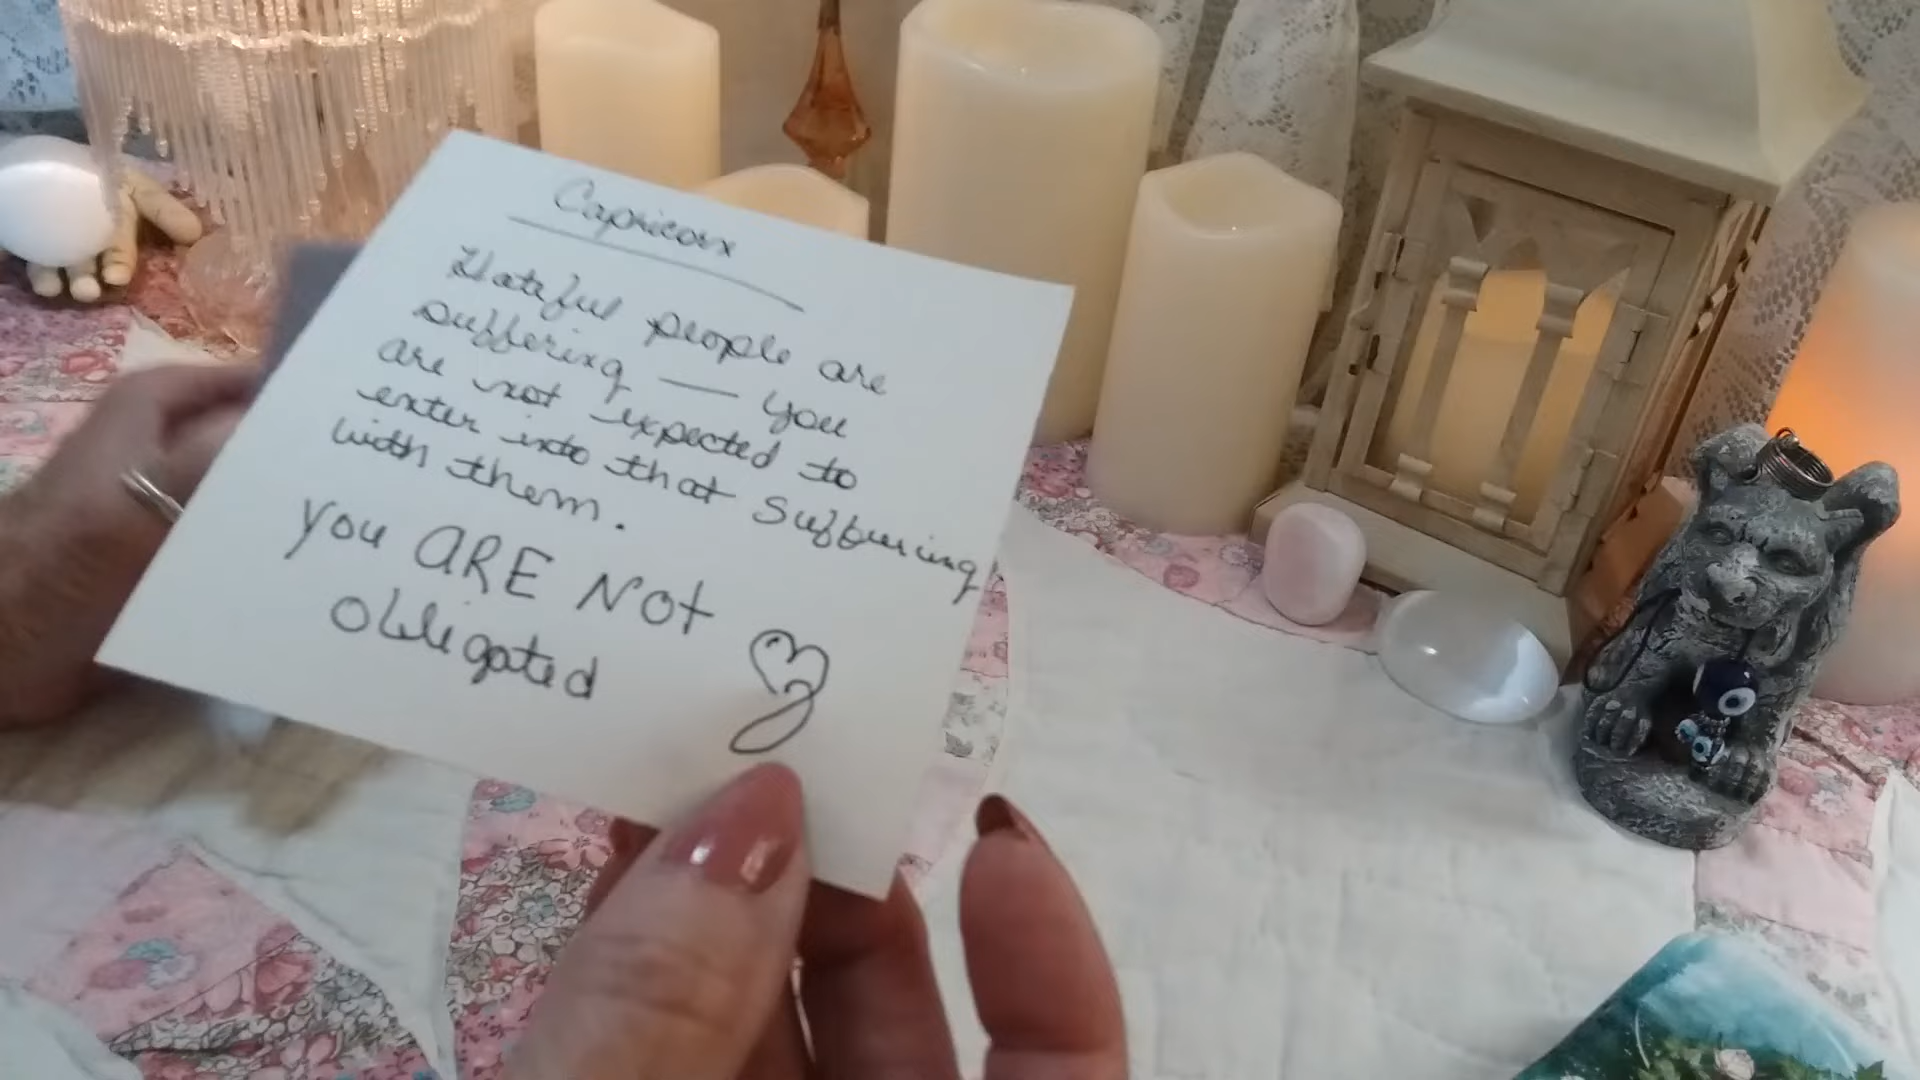 Capricorn
Hateful people are
suffering — you
are not expected to
enter into that suffering
with them.
you ARE Not
obligated